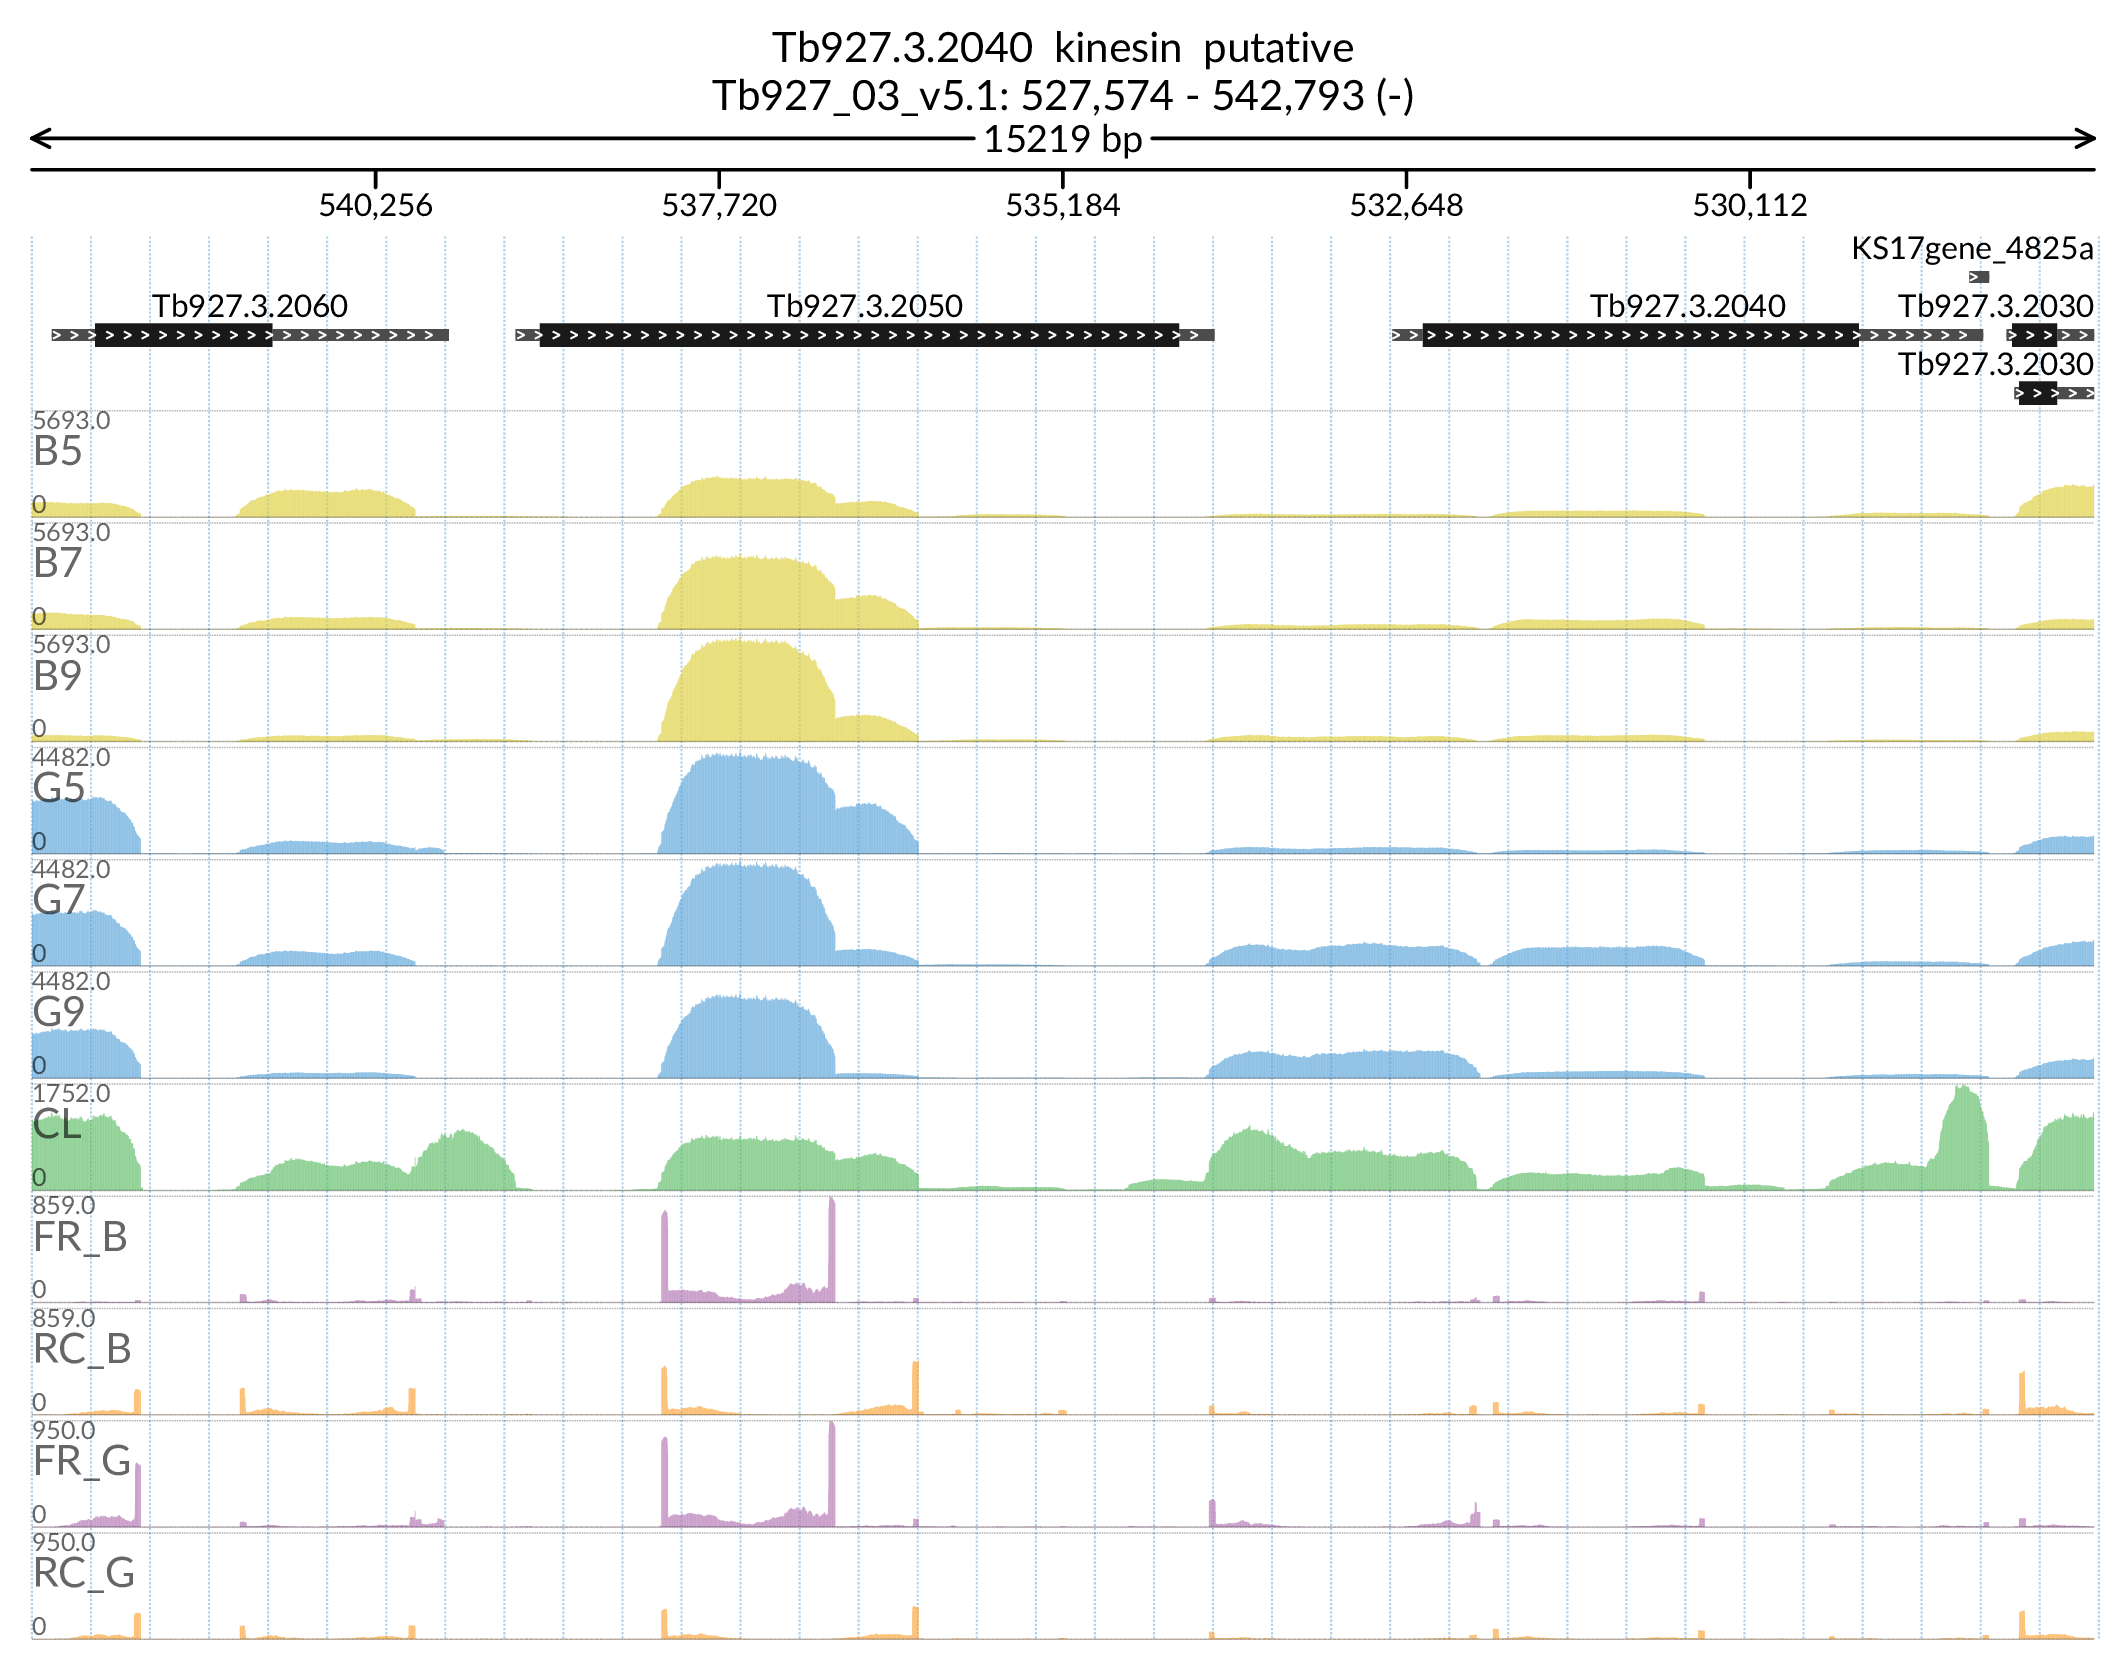 Tb927.3.2040 kinesin putative
Tb927_03_v5.1: 527,574 - 542,793 (-)
15219 bp
540,256 537,720 535,184 532,648 530,112
KS17gene_4825a
Tb927.3.2060 Tb927.3.2050 Tb927.3.2040 Tb927.3.2030
Tb927.3.2030
5693.0
B5
0
5693.0
B7
0
5693.0
B9
0
4482.0
G5
0
4482.0
G7
0
4482.0
G9
0
1752.0
CL
0
859.0
FR_B
0
859.0
RC_B
0
950.0
FR_G
0
950.0
RC_G
0